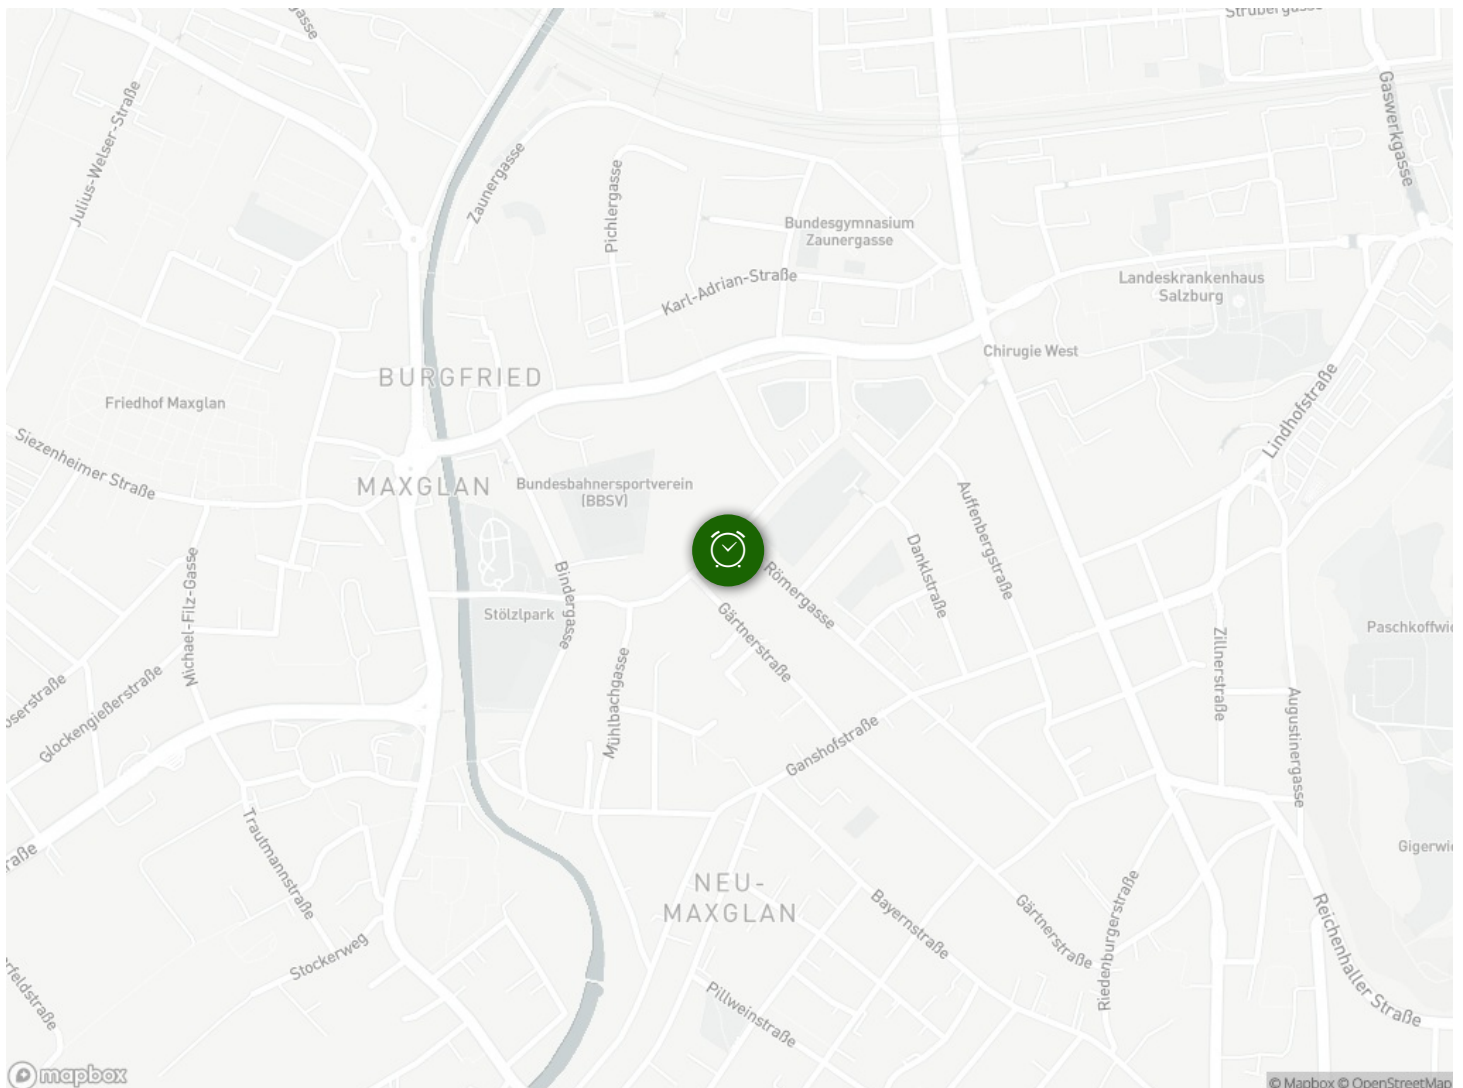 Strubergasse
Gaswerkgasse
Julius-Welser-Straße
Zaunergasse
Pichlergasse
Bundesgymnasium
Zaunergasse
Karl-Adrian-Straße
Landeskrankenhaus
Salzburg
Chirugie West
BURGFRIED
Friedhof Maxglan
Lindhofstraße
Siezenheimer Straße
MAXGLAN
Bundesbahnersportverein
(BBSV)
Auffenbergstraße
Danklstraße
Römergasse
Bindergasse
Michael-Filz-Gasse
Stölzlpark
Gärtnerstraße
Paschkoffwie
Zillnerstraße
Mühlbachgasse
Glockengießerstraße
Augustinergasse
Ganshofstraße
Trautmannstraße
Gigerwie
NEU-
MAXGLAN
Bayernstraße
Gärtnerstraße
Riedenburgerstraße
Reichenhaller Straße
Stockerweg
Pillweinstraße
mapbox
© Mapbox © OpenStreetMap